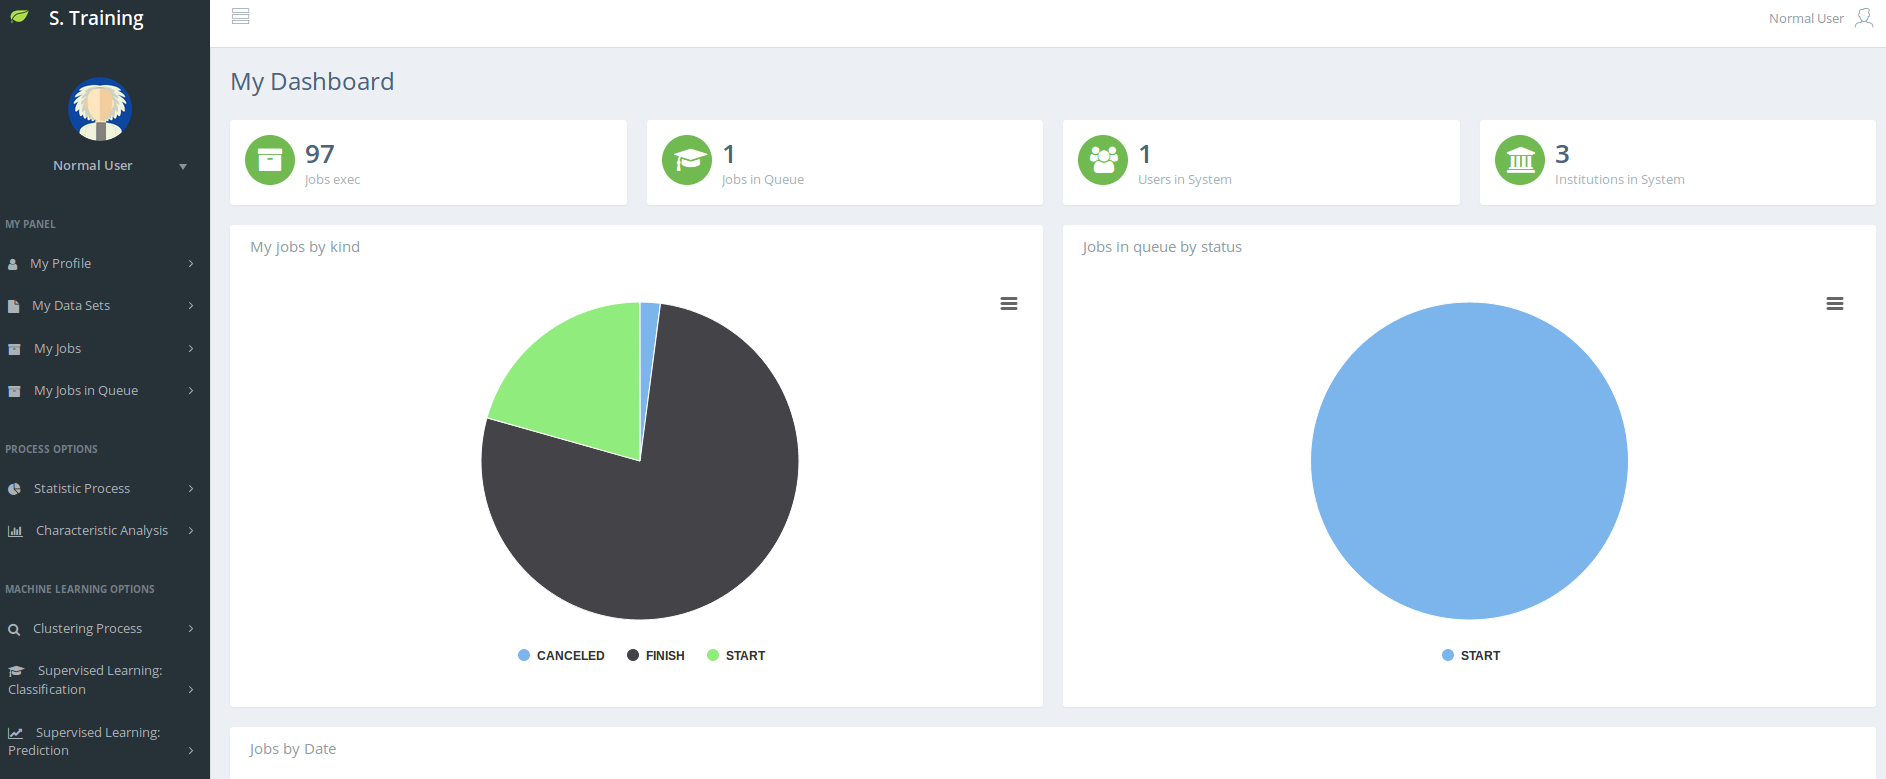 S. Training
Normal User
Normal User
MY PANEL
My Profile
My Data Sets
My Jobs
My Jobs in Queue
PROCESS OPTIONS
Statistic Process
Characteristic Analysis
MACHINE LEARNING OPTIONS
Clustering Process
Supervised Learning:
Classification
Supervised Learning:
Prediction
My Dashboard
97
Jobs exec
1
Jobs in Queue
1
Users in System
3
Institutions in System
My jobs by kind
CANCELED
FINISH
START
Jobs in queue by status
START
Jobs by Date